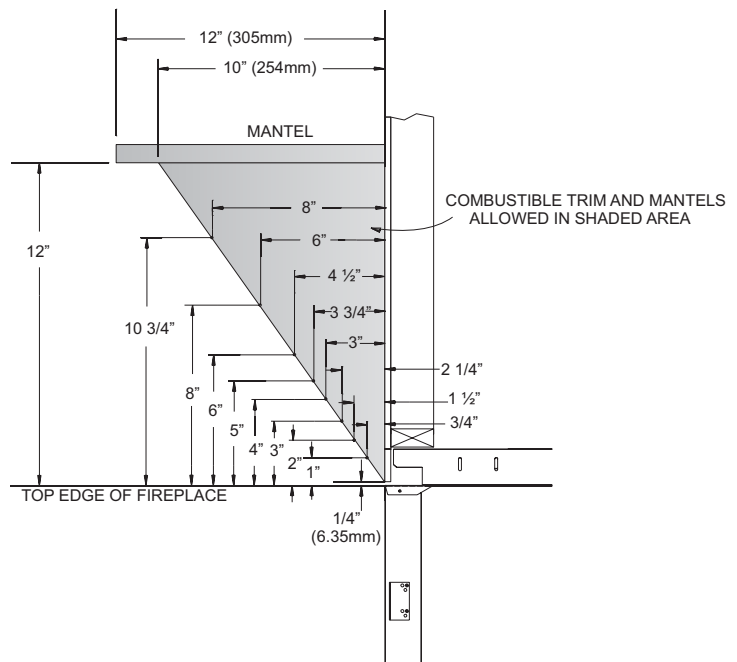 12” (305mm)
10” (254mm)
MANTEL
8”
COMBUSTIBLE TRIM AND MANTELS
ALLOWED IN SHADED AREA
6”
12”
4 ½”
10 3/4”
3 3/4”
3”
2 1/4”
8”
6”
1 ½”
5”
3/4”
4”
3”
2”
1”
TOP EDGE OF FIREPLACE
1/4”
(6.35mm)